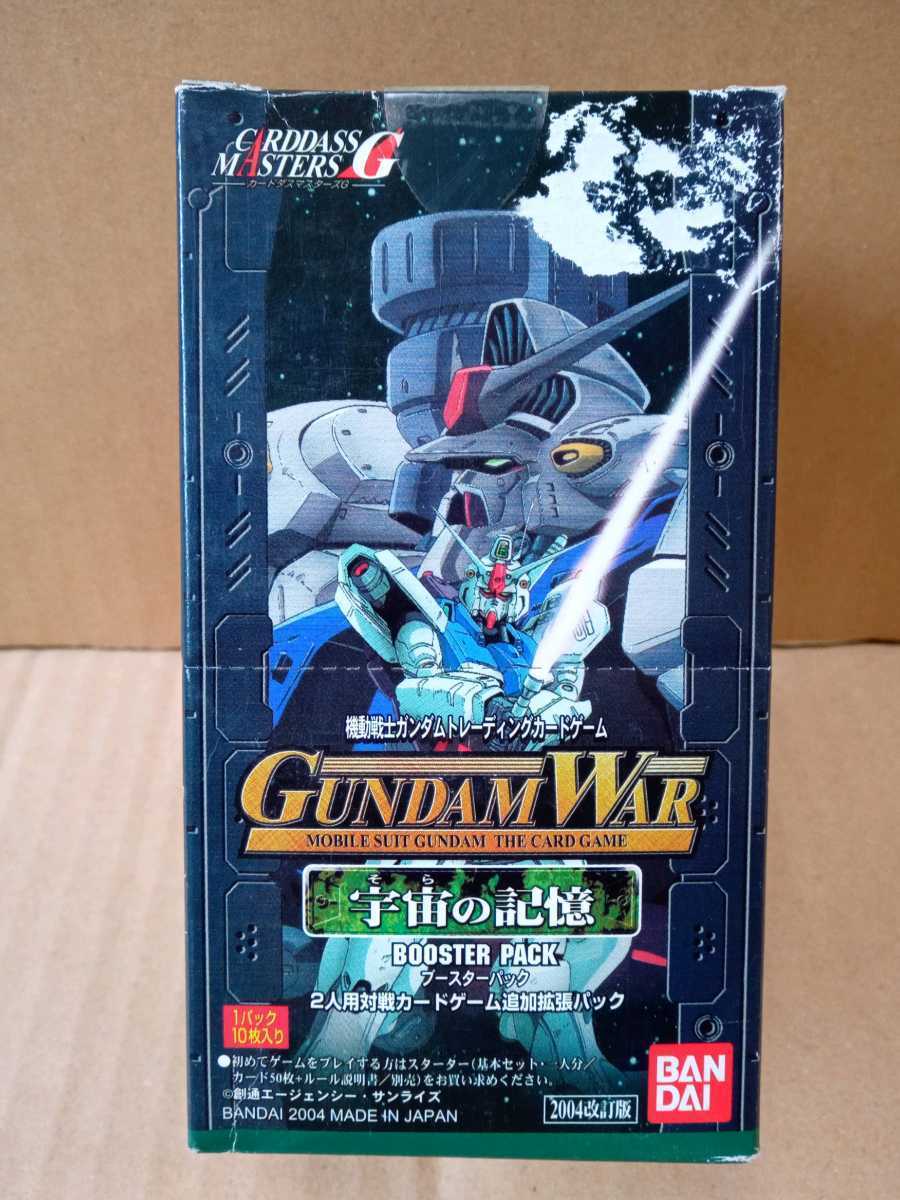 CARDDASS
MASTERS G
カードダスマスターズG
機動戦士ガンダムトレーディングカードゲーム
GUNDAM WAR
MOBILE SUIT GUNDAM THE CARD GAME
そら
宇宙の記憶
BOOSTER PACK
ブースターパック
2人用対戦カードゲーム追加拡張パック
1パック
10枚入り
●初めてゲームをプレイする方はスターター(基本セット・一人分/
カード50枚+ルール説明書/別売)をお買い求めください。
©創通エージェンシー・サンライズ
BANDAI 2004 MADE IN JAPAN
2004改訂版
BAN
DAI